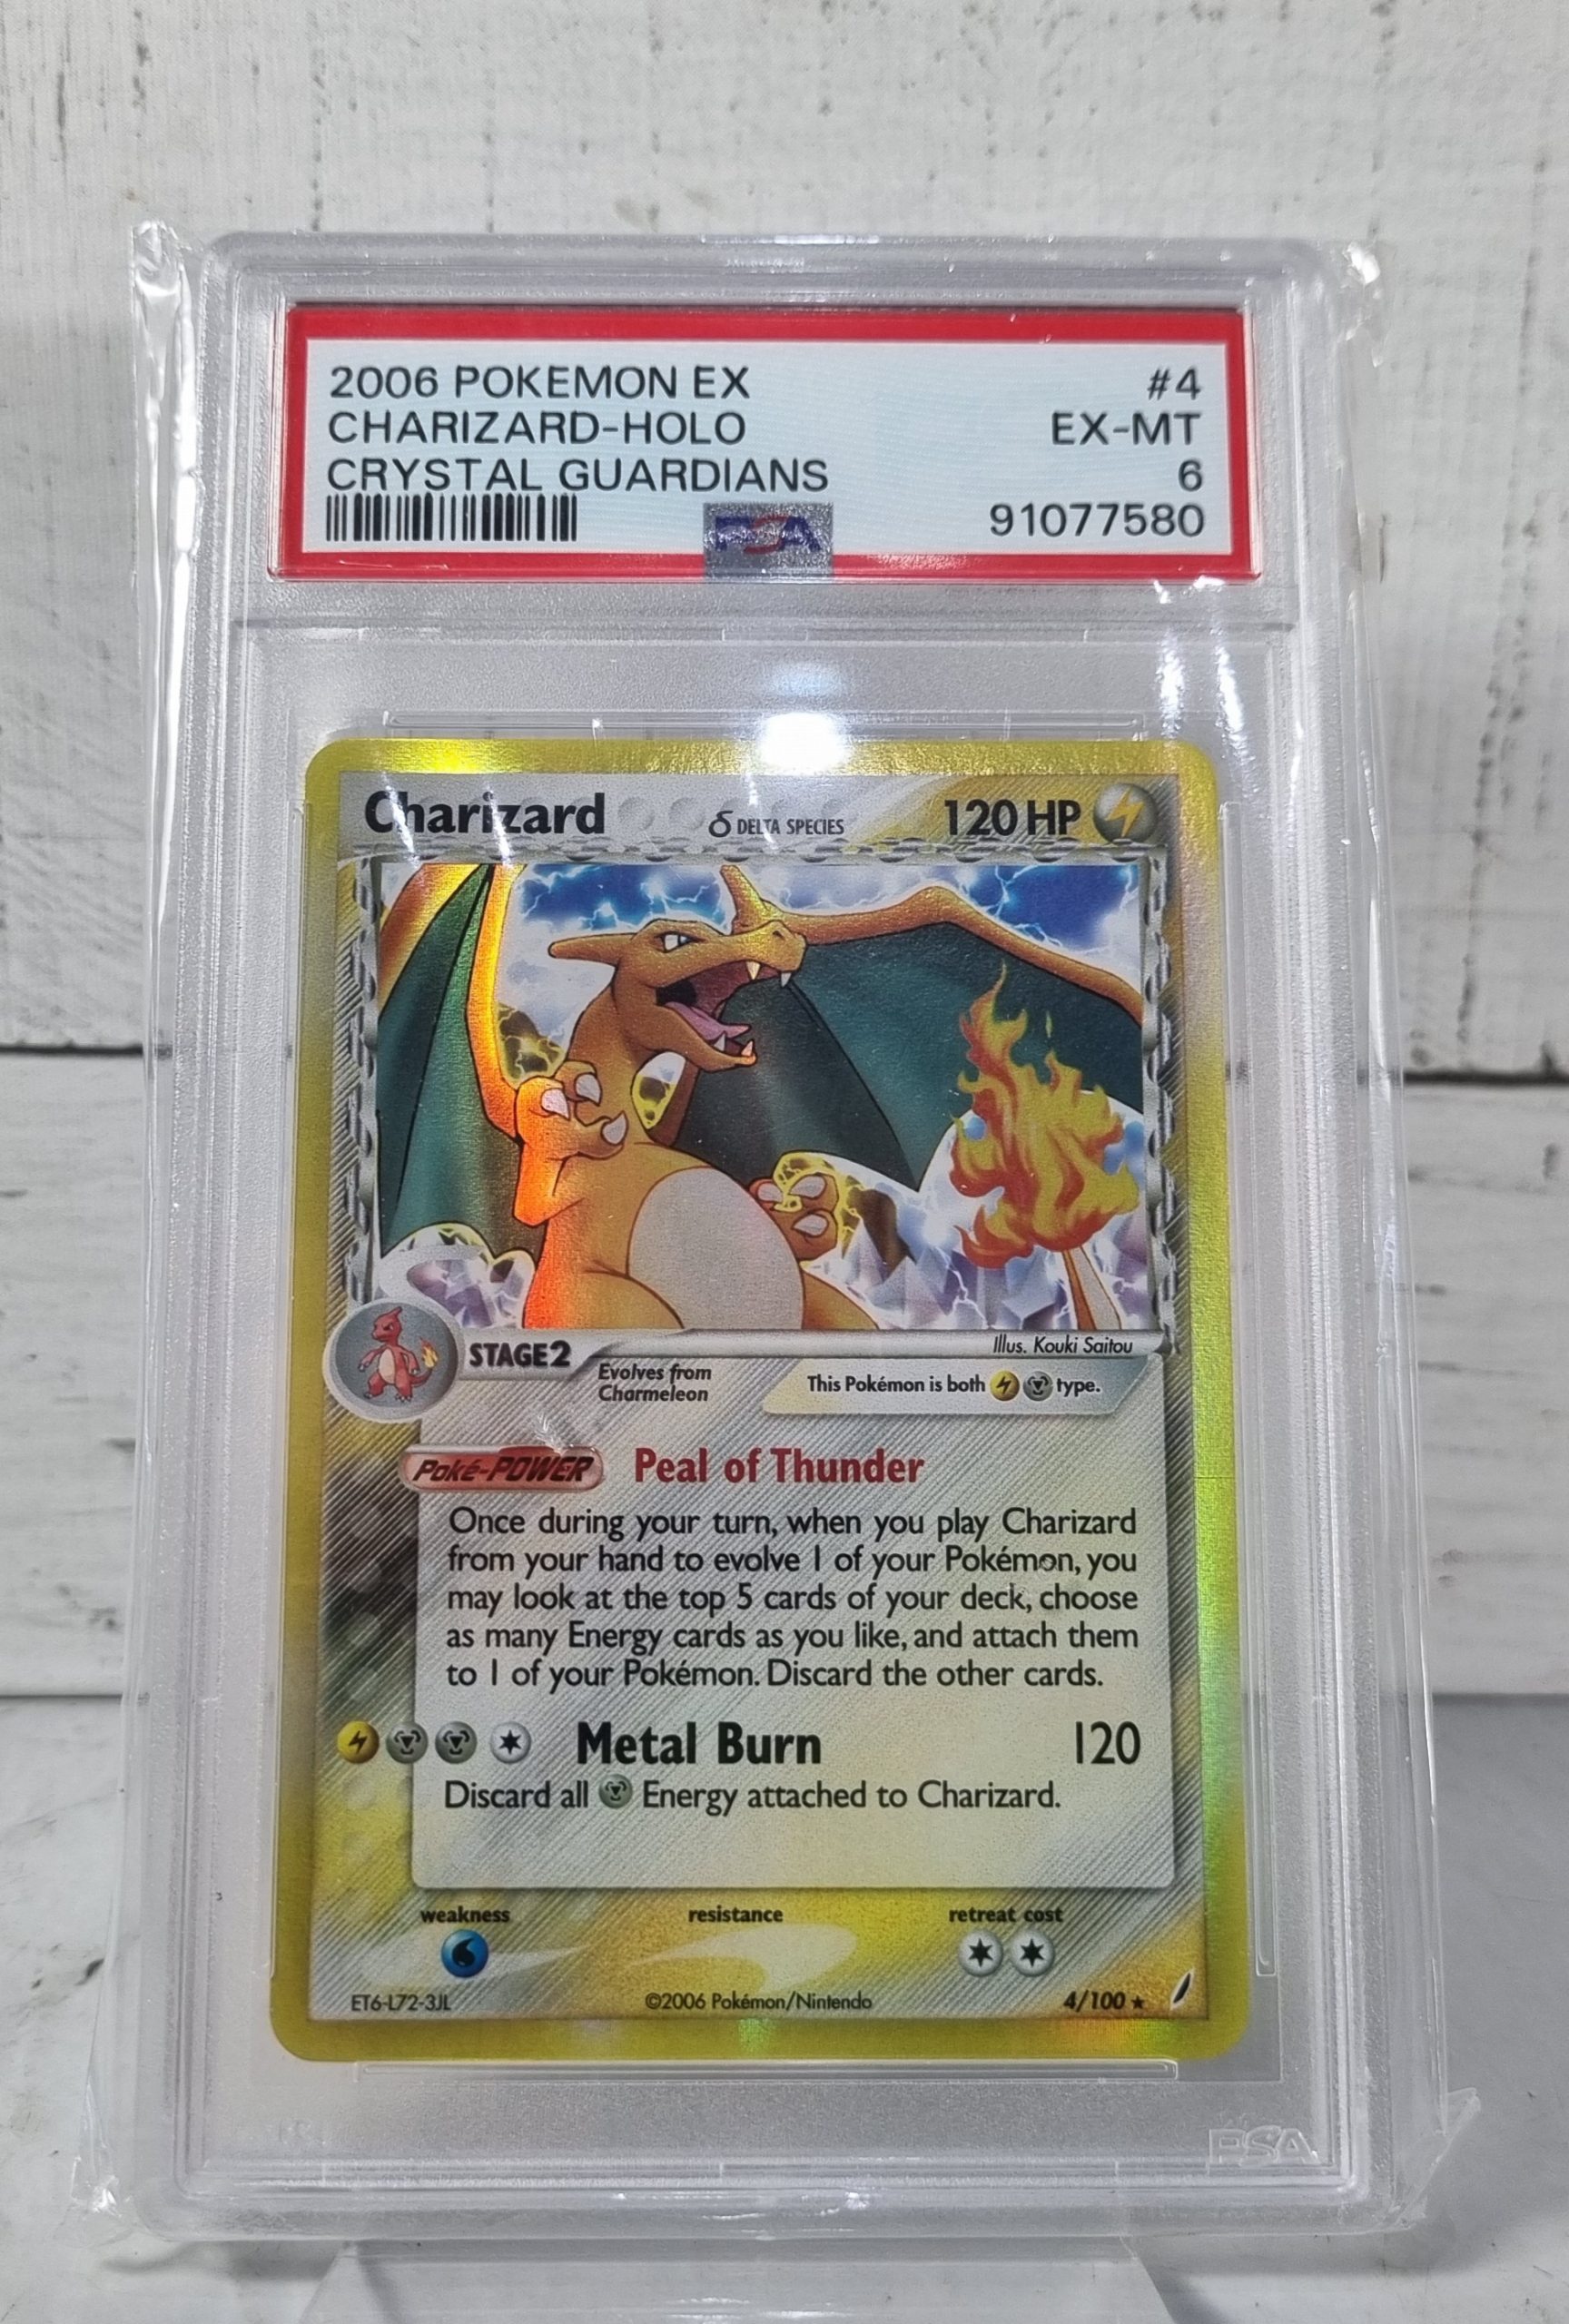 2006 POKEMON EX #4
CHARIZARD-HOLO EX-MT
CRYSTAL GUARDIANS 6
PSA 91077580
Charizard δ DELTA SPECIES 120 HP
Illus. Kouki Saitou
STAGE2
Evolves from
Charmeleon
This Pokémon is both type.
Poké-POWER Peal of Thunder
Once during your turn, when you play Charizard
from your hand to evolve 1 of your Pokémon, you
may look at the top 5 cards of your deck, choose
as many Energy cards as you like, and attach them
to 1 of your Pokémon. Discard the other cards.
Metal Burn 120
Discard all Energy attached to Charizard.
weakness resistance retreat cost
ET6-L72-3JL ©2006 Pokémon/Nintendo 4/100 ★
PSA